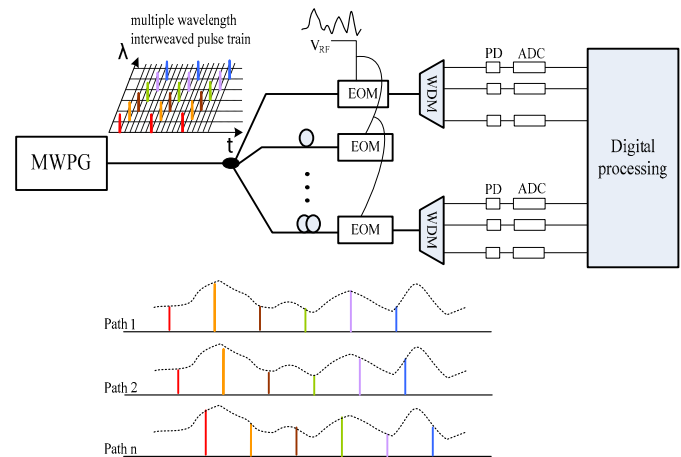 multiple wavelength
interweaved pulse train
λ
t
MWPG
V_RF
EOM
EOM
EOM
WDM
WDM
PD
ADC
PD
ADC
Digital
processing
Path 1
Path 2
Path n